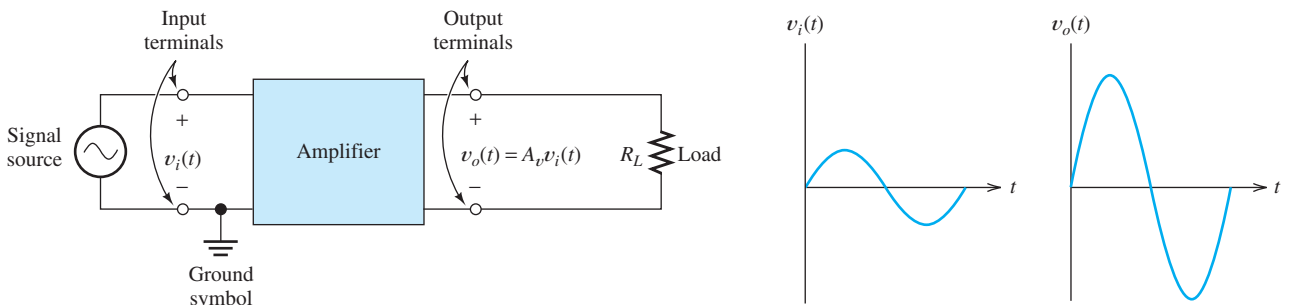 Input
terminals
Output
terminals
Signal
source
+
v_i(t)
−
Amplifier
+
v_o(t) = A_v v_i(t)
−
R_L
Load
Ground
symbol
v_i(t)
t
v_o(t)
t